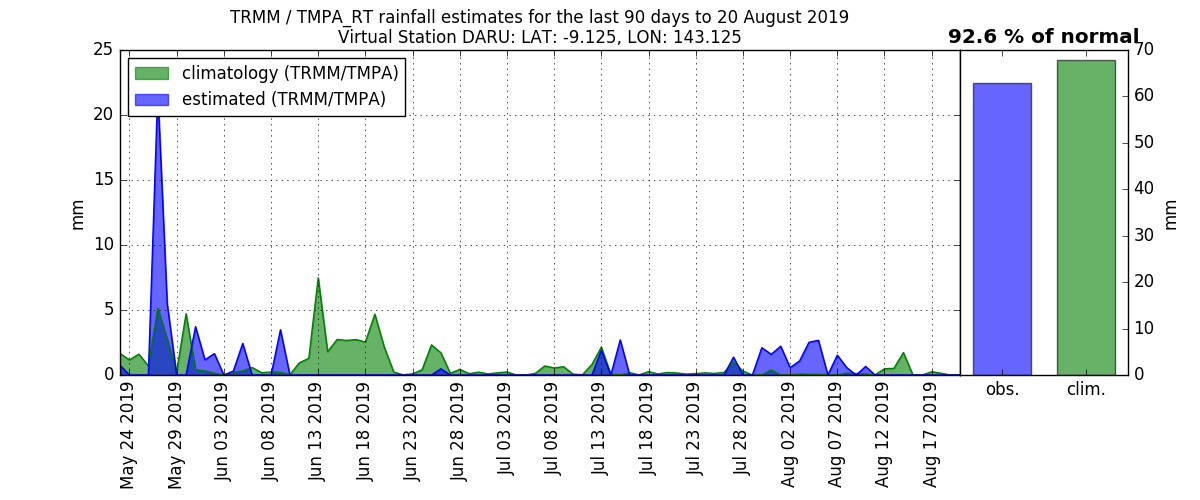 TRMM / TMPA_RT rainfall estimates for the last 90 days to 20 August 2019
Virtual Station DARU: LAT: -9.125, LON: 143.125
92.6 % of normal
climatology (TRMM/TMPA)
estimated (TRMM/TMPA)
25
20
15
10
5
0
mm
May 24 2019
May 29 2019
Jun 03 2019
Jun 08 2019
Jun 13 2019
Jun 18 2019
Jun 23 2019
Jun 28 2019
Jul 03 2019
Jul 08 2019
Jul 13 2019
Jul 18 2019
Jul 23 2019
Jul 28 2019
Aug 02 2019
Aug 07 2019
Aug 12 2019
Aug 17 2019
70
60
50
40
30
20
10
0
mm
obs.
clim.